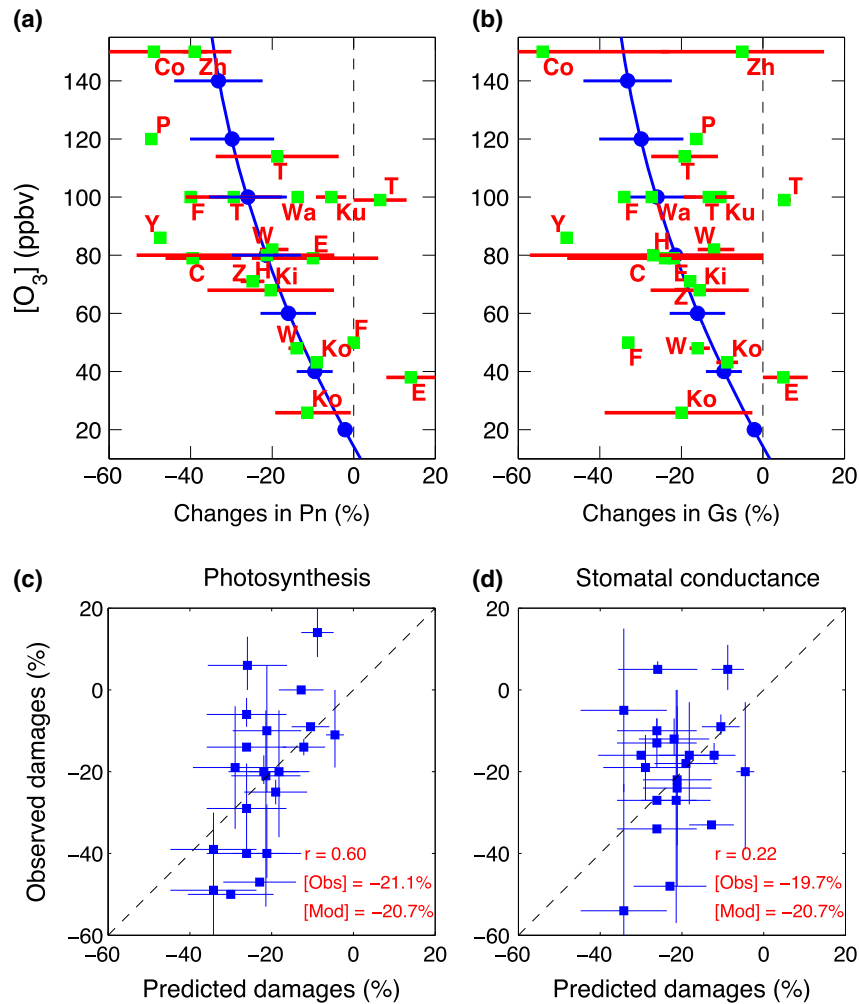 (a)
(b)
[O3] (ppbv)
140
120
100
80
60
40
20
Co Zh
P
T
F T Wa Ku T
Y
W E
C Z H Ki
F
W Ko
E
Ko
−60 −40 −20 0 20
Changes in Pn (%)
140
120
100
80
60
40
20
Co Zh
P
T
F Wa T Ku T
Y
H W
C E Ki
Z
F W Ko
E
Ko
−60 −40 −20 0 20
Changes in Gs (%)
(c) Photosynthesis
Observed damages (%)
20
0
−20
−40
−60
r = 0.60
[Obs] = −21.1%
[Mod] = −20.7%
−60 −40 −20 0 20
Predicted damages (%)
(d) Stomatal conductance
20
0
−20
−40
−60
r = 0.22
[Obs] = −19.7%
[Mod] = −20.7%
−60 −40 −20 0 20
Predicted damages (%)